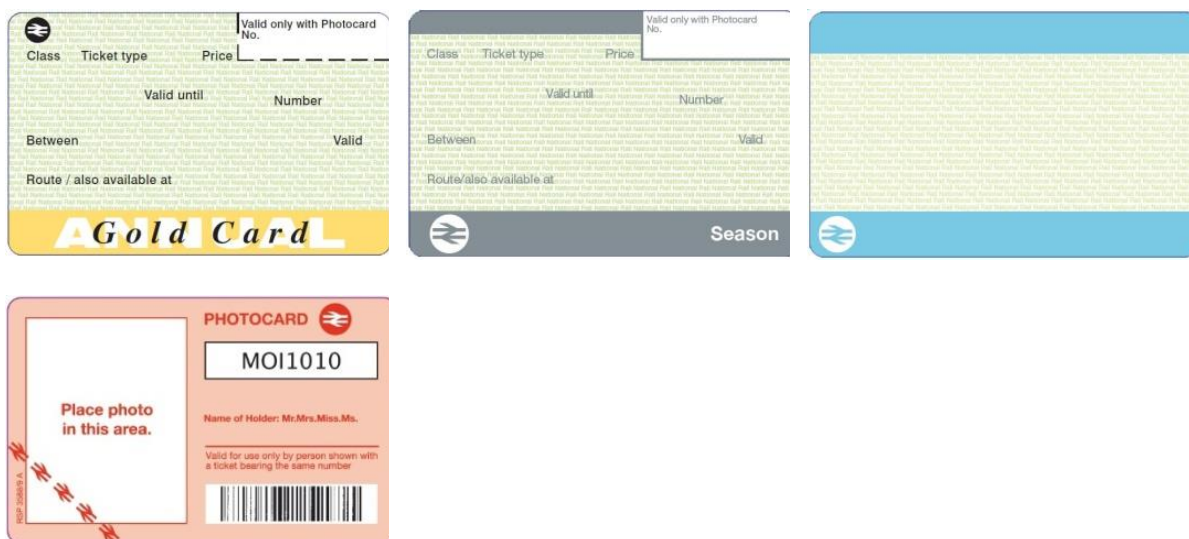 Valid only with Photocard
No.
Class Ticket type Price
Valid until
Number
Between Valid
Route / also available at
ANNUAL
Gold Card
Valid only with Photocard
No.
Class Ticket type Price
Valid until
Number
Between Valid
Route/also available at
Season
PHOTOCARD
MOI1010
Place photo
in this area.
Name of Holder: Mr.Mrs.Miss.Ms.
Valid for use only by person shown with
a ticket bearing the same number